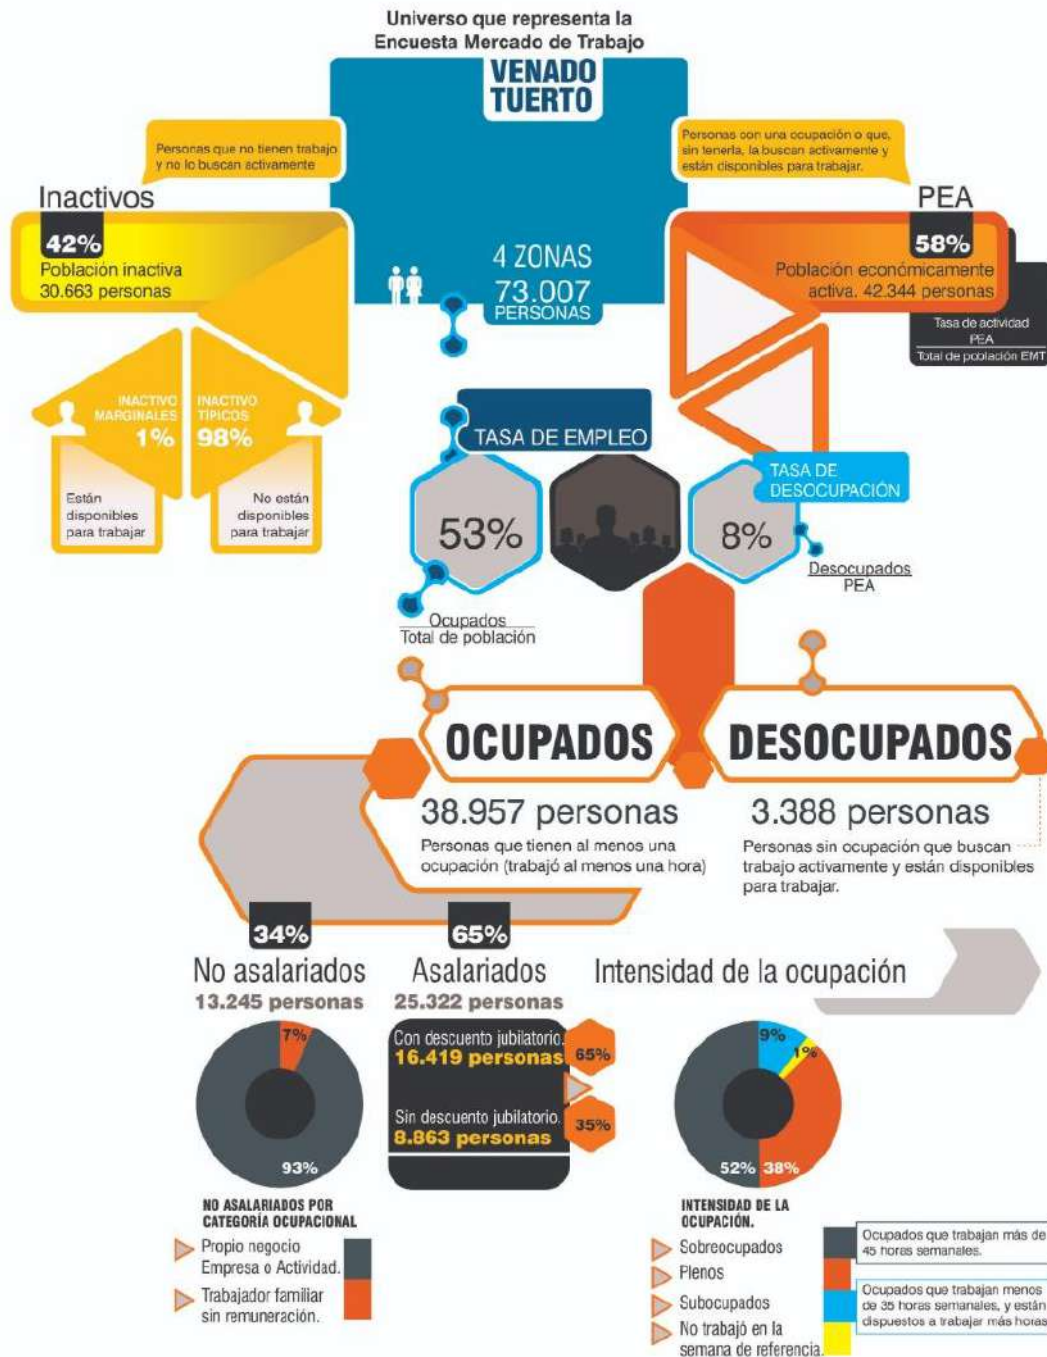 Universo que representa la
Encuesta Mercado de Trabajo
VENADO
TUERTO
Personas que no tienen trabajo
y no lo buscan activamente
Personas con una ocupación o que,
sin tenerla, la buscan activamente y
están disponibles para trabajar.
Inactivos
42%
Población inactiva
30.663 personas
PEA
58%
Población económicamente
activa. 42.344 personas
Tasa de actividad
PEA
Total de población EMT
4 ZONAS
73.007
PERSONAS
INACTIVO
MARGINALES
1%
INACTIVO
TÍPICOS
98%
Están
disponibles
para trabajar
No están
disponibles
para trabajar
TASA DE EMPLEO
53%
Ocupados
Total de población
TASA DE
DESOCUPACIÓN
8%
Desocupados
PEA
OCUPADOS
38.957 personas
Personas que tienen al menos una
ocupación (trabajó al menos una hora)
DESOCUPADOS
3.388 personas
Personas sin ocupación que buscan
trabajo activamente y están disponibles
para trabajar.
34%
No asalariados
13.245 personas
7%
93%
NO ASALARIADOS POR
CATEGORÍA OCUPACIONAL
Propio negocio
Empresa o Actividad.
Trabajador familiar
sin remuneración.
65%
Asalariados
25.322 personas
Con descuento jubilatorio.
16.419 personas
65%
Sin descuento jubilatorio.
8.863 personas
35%
Intensidad de la ocupación
9%
1%
52%
38%
INTENSIDAD DE LA
OCUPACIÓN.
Sobreocupados
Plenos
Subocupados
No trabajó en la
semana de referencia.
Ocupados que trabajan más de
45 horas semanales.
Ocupados que trabajan menos
de 35 horas semanales, y están
dispuestos a trabajar más horas